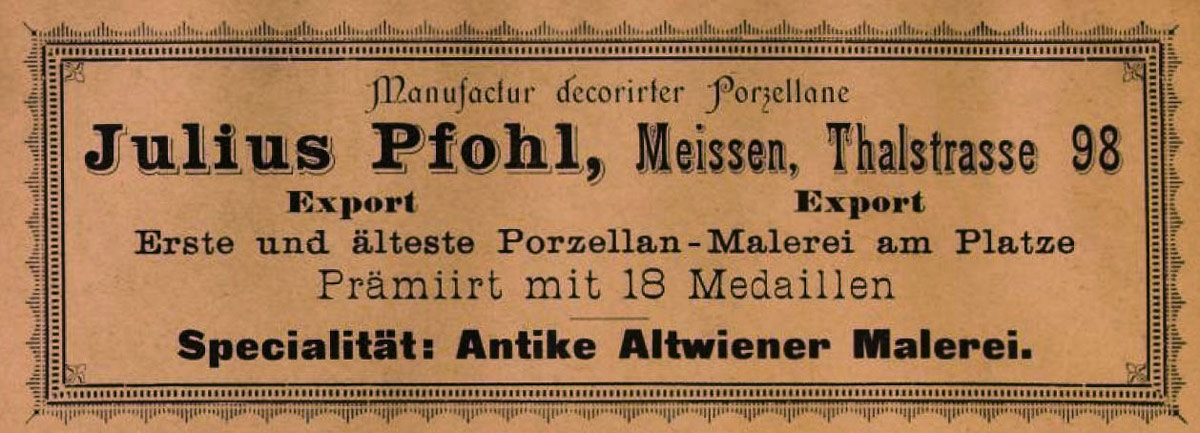 Manufactur decorirter Porzellane
Julius Pfohl, Meissen, Thalstrasse 98
Export Export
Erste und älteste Porzellan-Malerei am Platze
Prämiirt mit 18 Medaillen
Specialität: Antike Altwiener Malerei.